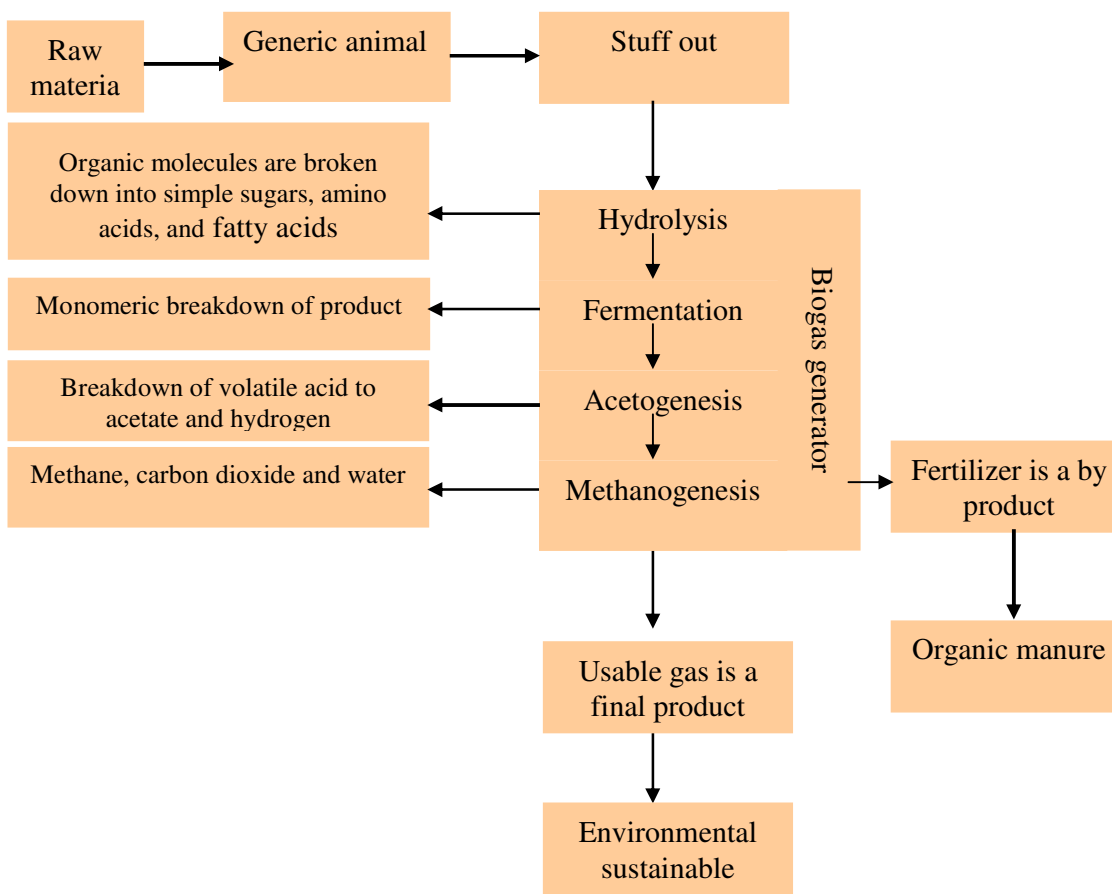 Raw
materia
Generic animal
Stuff out
Organic molecules are broken
down into simple sugars, amino
acids, and fatty acids
Hydrolysis
Monomeric breakdown of product
Fermentation
Breakdown of volatile acid to
acetate and hydrogen
Acetogenesis
Methane, carbon dioxide and water
Methanogenesis
Biogas generator
Fertilizer is a by
product
Organic manure
Usable gas is a
final product
Environmental
sustainable